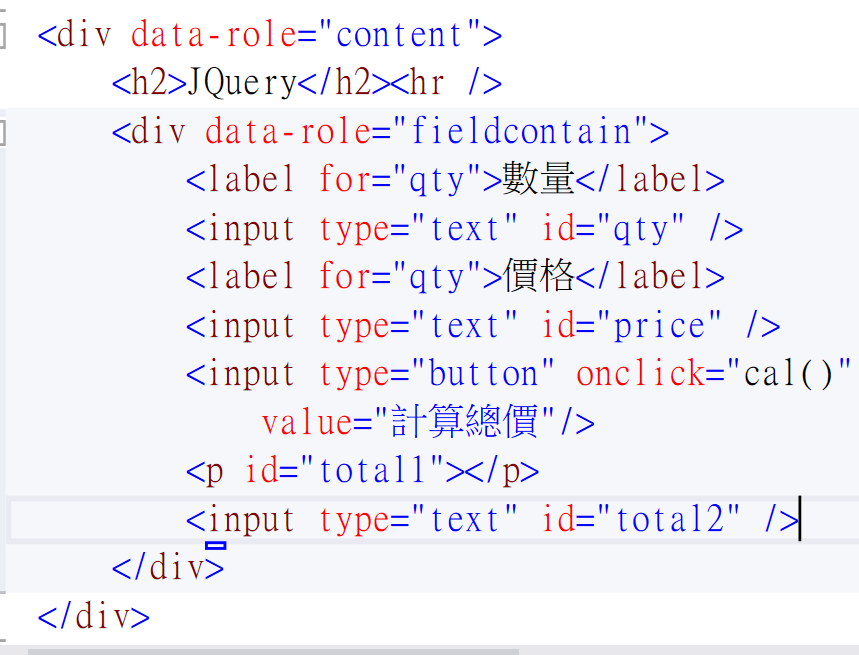 <div data-role="content">
<h2>JQuery</h2><hr />
<div data-role="fieldcontain">
<label for="qty">數量</label>
<input type="text" id="qty" />
<label for="qty">價格</label>
<input type="text" id="price" />
<input type="button" onclick="cal()"
value="計算總價"/>
<p id="total1"></p>
<input type="text" id="total2" />
</div>
</div>